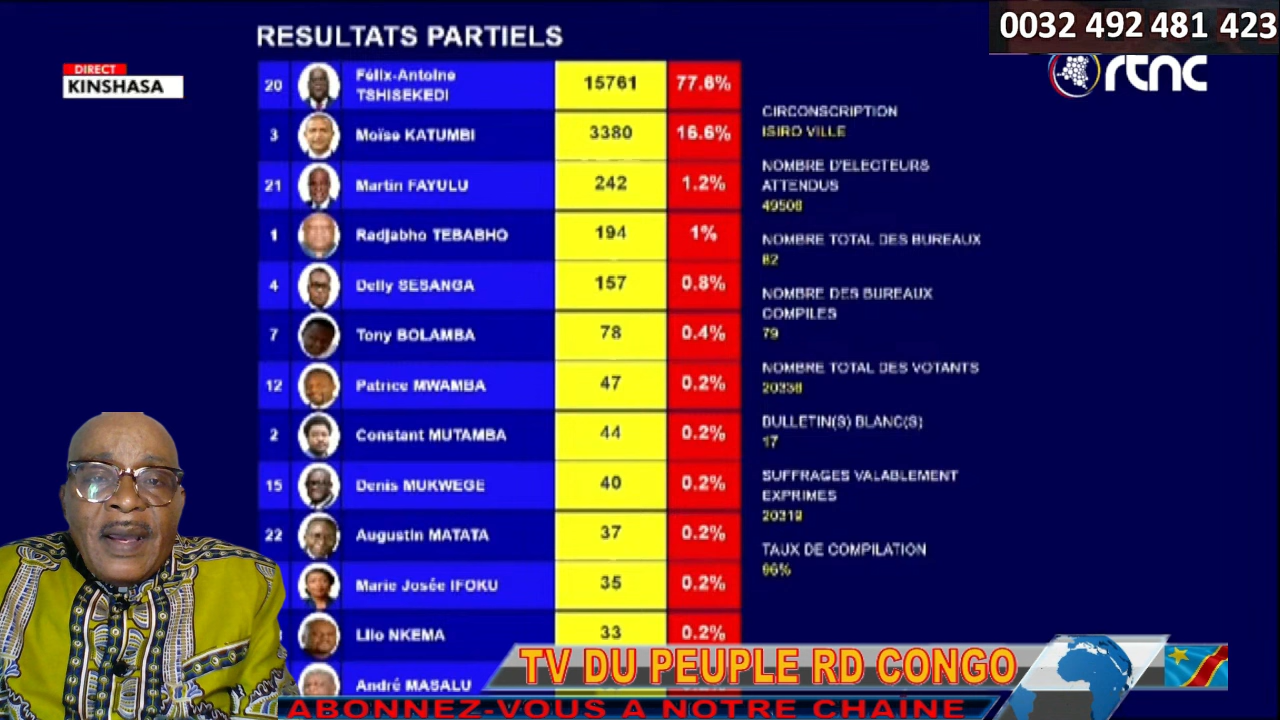 0032 492 481 423
RESULTATS PARTIELS
DIRECT
KINSHASA
rtnc
20 Félix-Antoine TSHISEKEDI 15761 77.6%
3 Moïse KATUMBI 3380 16.6%
21 Martin FAYULU 242 1.2%
1 Radjabho TEBABHO 194 1%
4 Delly SESANGA 157 0.8%
7 Tony BOLAMBA 78 0.4%
12 Patrice MWAMBA 47 0.2%
2 Constant MUTAMBA 44 0.2%
15 Denis MUKWEGE 40 0.2%
22 Augustin MATATA 37 0.2%
Marie Josée IFOKU 35 0.2%
Lilo NKEMA 33 0.2%
André MASALU
CIRCONSCRIPTION
ISIRO VILLE
NOMBRE D'ELECTEURS
ATTENDUS
49506
NOMBRE TOTAL DES BUREAUX
82
NOMBRE DES BUREAUX
COMPILES
79
NOMBRE TOTAL DES VOTANTS
20336
BULLETIN(S) BLANC(S)
17
SUFFRAGES VALABLEMENT
EXPRIMES
20319
TAUX DE COMPILATION
96%
TV DU PEUPLE RD CONGO
ABONNEZ-VOUS A NOTRE CHAINE